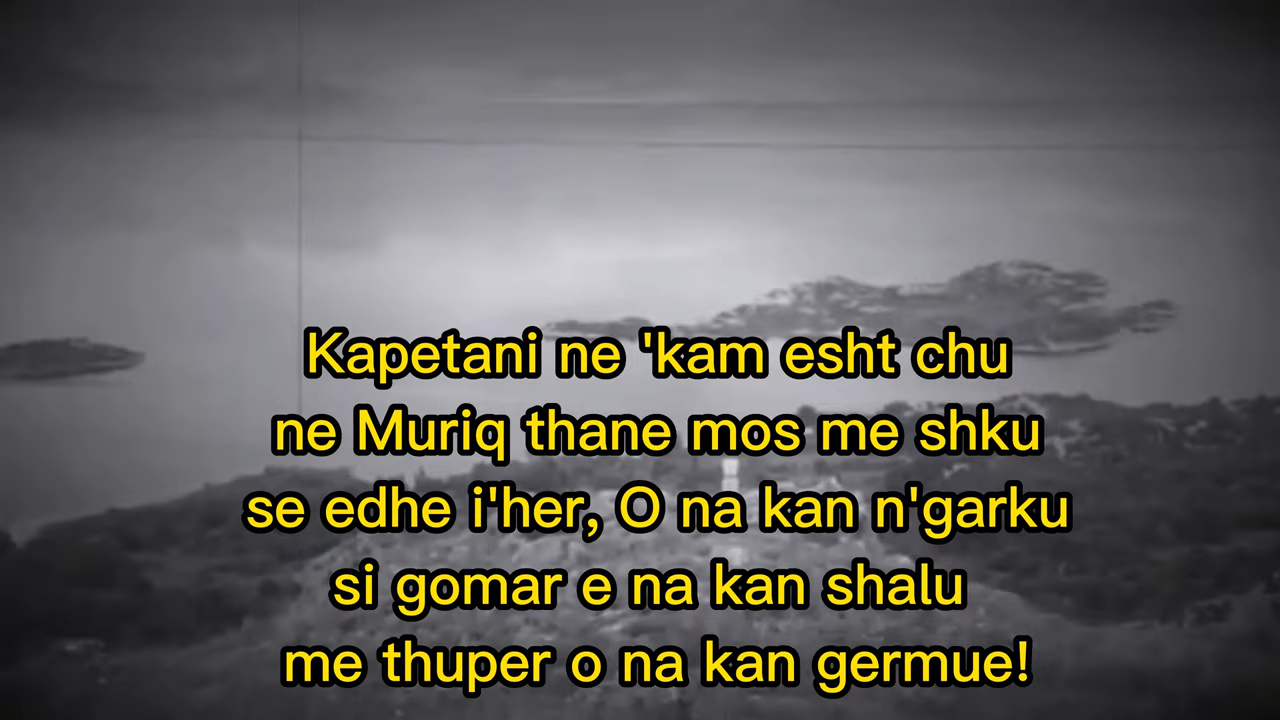 Kapetani ne 'kam esht chu
ne Muriq thane mos me shku
se edhe i'her, O na kan n'garku
si gomar e na kan shalu
me thuper o na kan germue!